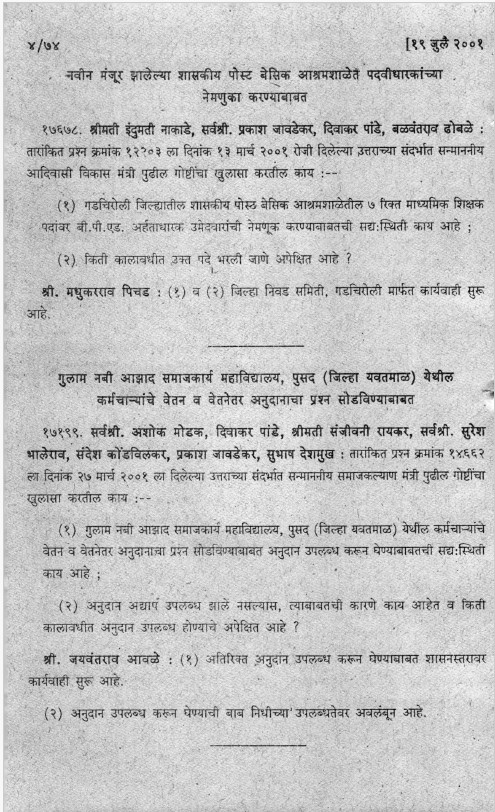 ४/७४ [१९ जुलै २००१
नवीन मंजूर झालेल्या शासकीय पोस्ट बेसिक आश्रमशाळेत पदवीधारकांच्या
नेमणुका करण्याबाबत
१७६७८. श्रीमती इंदुमती नाकाडे, सर्वश्री. प्रकाश जावडेकर, दिवाकर पांडे, बळवंतराव ढोबळे :
तारांकित प्रश्न क्रमांक १२२०३ ला दिनांक १३ मार्च २००१ रोजी दिलेल्या उत्तराच्या संदर्भात सन्माननीय
आदिवासी विकास मंत्री पुढील गोष्टींचा खुलासा करतील काय :--
(१) गडचिरोली जिल्ह्यातील शासकीय पोस्ठ बेसिक आश्रमशाळेतील ७ रिक्त माध्यमिक शिक्षक
पदांवर बी.पी.एड. अर्हताधारक उमेदवारांची नेमणूक करण्याबाबतची सद्य:स्थिती काय आहे ;
(२) किती कालावधीत उक्त पदे भरली जाणे अपेक्षित आहे ?
श्री. मधुकरराव पिचड : (१) व (२) जिल्हा निवड समिती, गडचिरोली मार्फत कार्यवाही सुरू
आहे.
गुलाम नबी आझाद समाजकार्य महाविद्यालय, पुसद (जिल्हा यवतमाळ) येथील
कर्मचाऱ्यांचे वेतन व वेतनेतर अनुदानाचा प्रश्न सोडविण्याबाबत
१७१९९. सर्वश्री. अशोक मोडक, दिवाकर पांडे, श्रीमती संजीवनी रायकर, सर्वश्री. सुरेश
भालेराव, संदेश कोंडविलकर, प्रकाश जावडेकर, सुभाष देशमुख : तारांकित प्रश्न क्रमांक १४६६२
ला दिनांक २७ मार्च २००१ ला दिलेल्या उत्तराच्या संदर्भात सन्माननीय समाजकल्याण मंत्री पुढील गोष्टींचा
खुलासा करतील काय :--
(१) गुलाम नबी आझाद समाजकार्य महाविद्यालय, पुसद (जिल्हा यवतमाळ) येथील कर्मचाऱ्यांचे
वेतन व वेतनेतर अनुदानाचा प्रश्न सोडविण्याबाबत अनुदान उपलब्ध करून घेण्याबाबतची सद्य:स्थिती
काय आहे ;
(२) अनुदान अद्याप उपलब्ध झाले नसल्यास, त्याबाबतची कारणे काय आहेत व किती
कालावधीत अनुदान उपलब्ध होण्याचे अपेक्षित आहे ?
श्री. जयवंतराव आवळे : (१) अतिरिक्त अनुदान उपलब्ध करून घेण्याबाबत शासनस्तरावर
कार्यवाही सुरू आहे.
(२) अनुदान उपलब्ध करून घेण्याची बाब निधीच्या उपलब्धतेवर अवलंबून आहे.